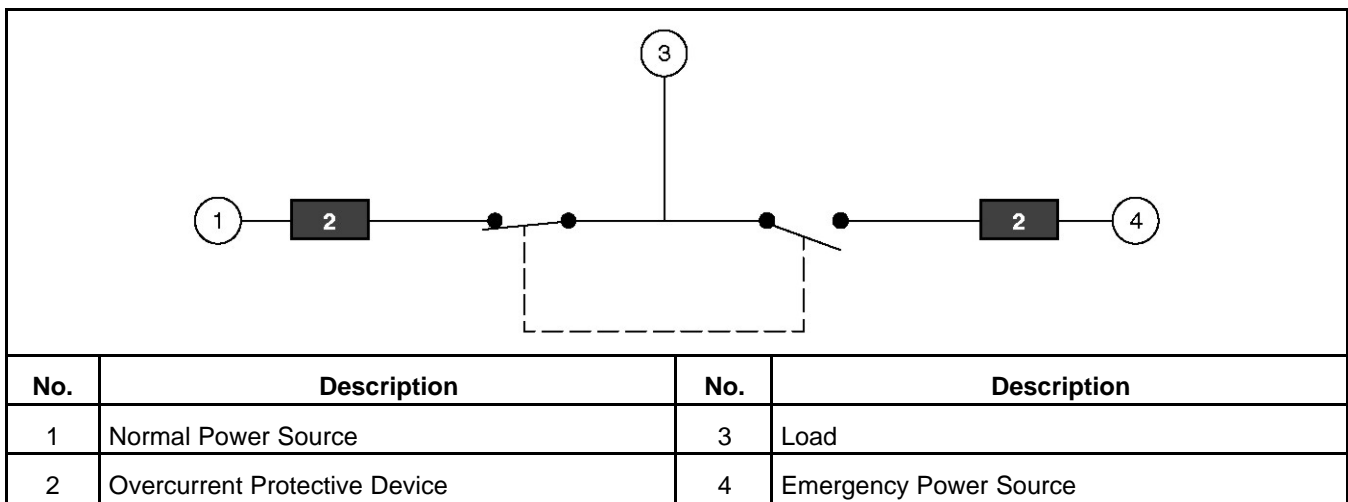 3
1
2
2
4
No. Description No. Description
1 Normal Power Source 3 Load
2 Overcurrent Protective Device 4 Emergency Power Source